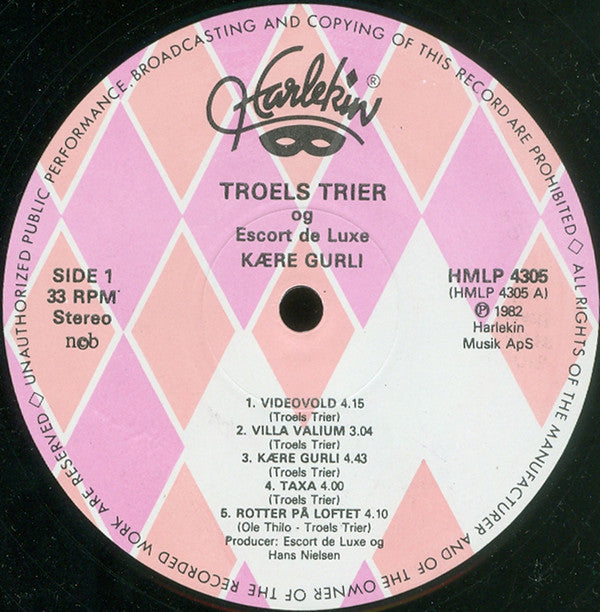 UNAUTHORIZED PUBLIC PERFORMANCE, BROADCASTING AND COPYING OF THIS RECORD ARE PROHIBITED ◇ ALL RIGHTS OF THE MANUFACTURER AND OF THE OWNER OF THE RECORDED WORK ARE RESERVED ◇
Harlekin ®
TROELS TRIER
og
Escort de Luxe
KÆRE GURLI
SIDE 1
33 RPM
Stereo
ncb
HMLP 4305
(HMLP 4305 A)
Ⓟ 1982
Harlekin
Musik ApS
1. VIDEOVOLD 4.15
(Troels Trier)
2. VILLA VALIUM 3.04
(Troels Trier)
3. KÆRE GURLI 4.43
(Troels Trier)
4. TAXA 4.00
(Troels Trier)
5. ROTTER PÅ LOFTET 4.10
(Ole Thilo - Troels Trier)
Producer: Escort de Luxe og
Hans Nielsen